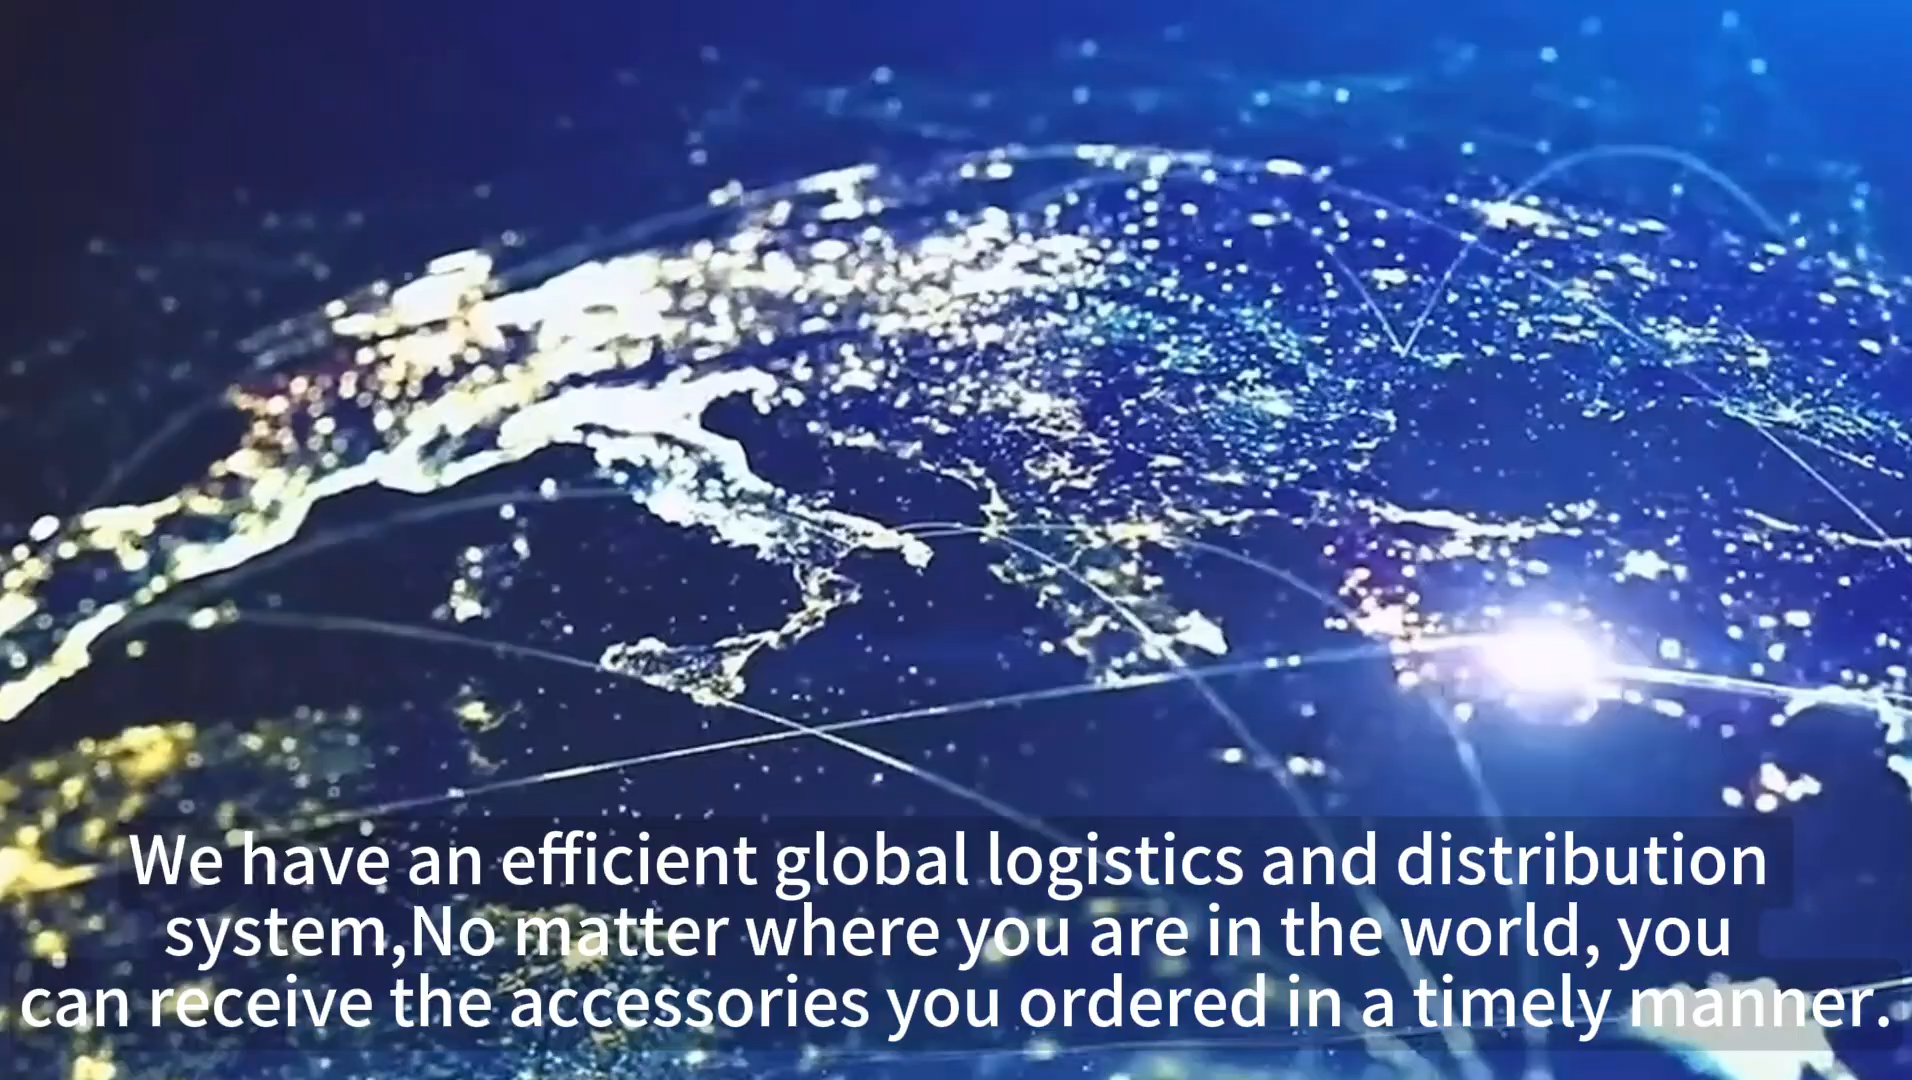 We have an efficient global logistics and distribution
system,No matter where you are in the world, you
can receive the accessories you ordered in a timely manner.